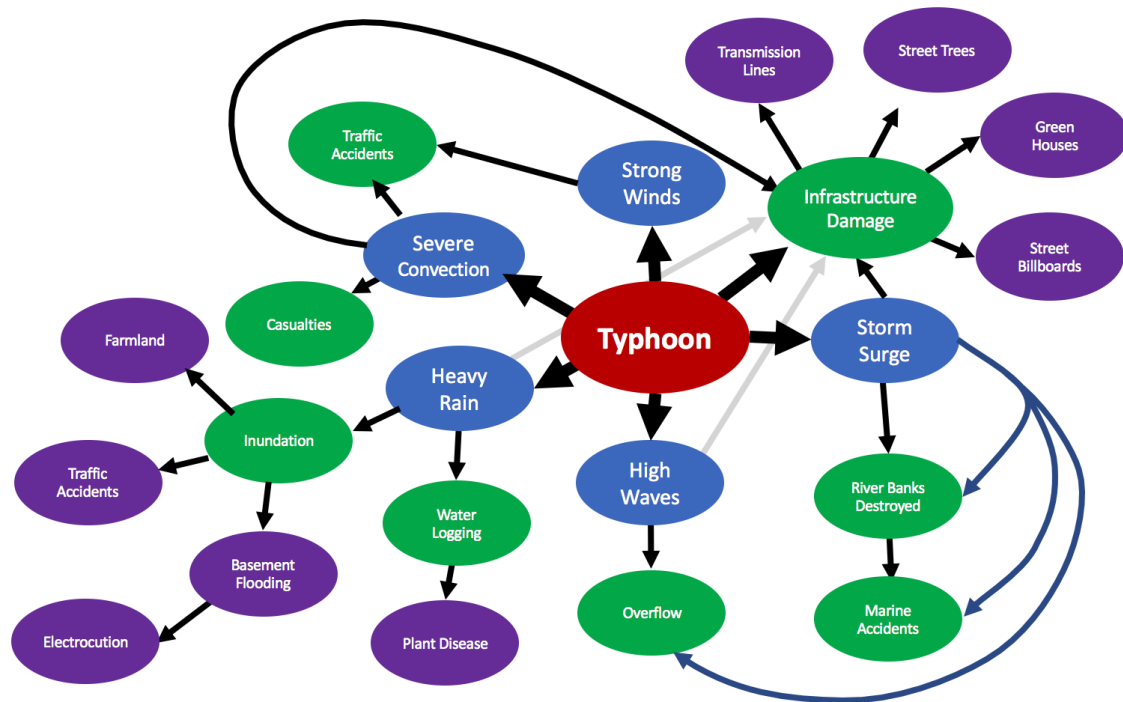 Transmission
Lines
Street Trees
Green
Houses
Traffic
Accidents
Strong
Winds
Infrastructure
Damage
Severe
Convection
Street
Billboards
Casualties
Typhoon
Storm
Surge
Farmland
Heavy
Rain
Inundation
Traffic
Accidents
High
Waves
River Banks
Destroyed
Water
Logging
Basement
Flooding
Overflow
Marine
Accidents
Electrocution
Plant Disease